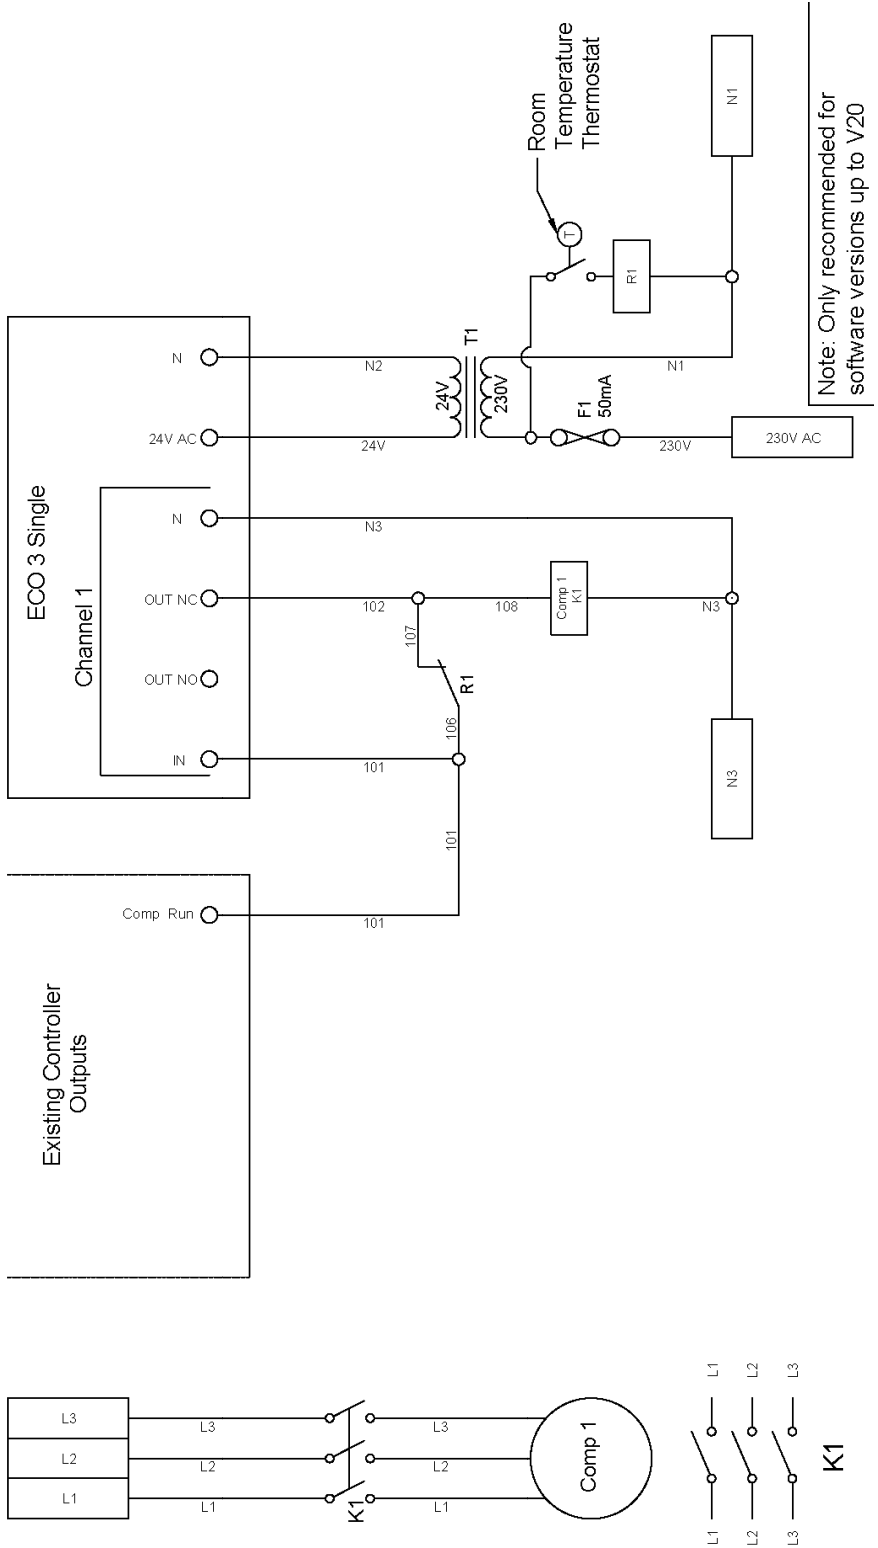 ECO 3 Single
Channel 1
IN
OUT NO
OUT NC
N
24V AC
N
Existing Controller
Outputs
Comp Run
101
101
101
106
R1
107
102
108
Comp 1
K1
N3
N3
N3
24V
N2
24V
230V
T1
F1
50mA
230V
230V AC
N1
N1
R1
T
Room
Temperature
Thermostat
Note: Only recommended for
software versions up to V20
L1
L2
L3
L1
L2
L3
K1
L1
L2
L3
Comp 1
L1
L1
L2
L2
L3
L3
K1